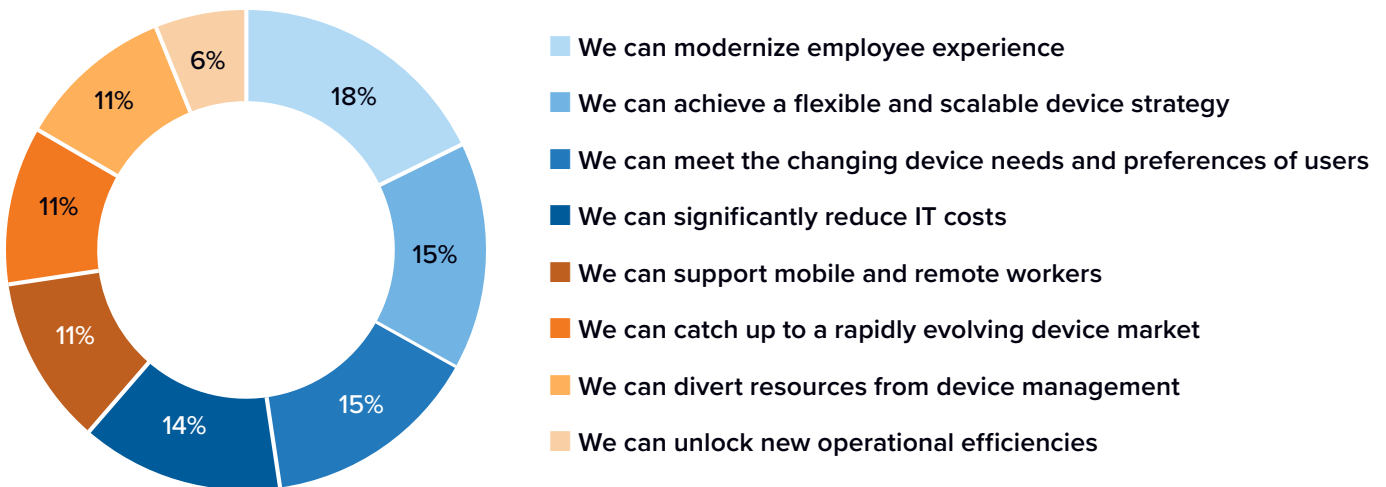 18%
15%
15%
14%
11%
11%
11%
6%
We can modernize employee experience
We can achieve a flexible and scalable device strategy
We can meet the changing device needs and preferences of users
We can significantly reduce IT costs
We can support mobile and remote workers
We can catch up to a rapidly evolving device market
We can divert resources from device management
We can unlock new operational efficiencies